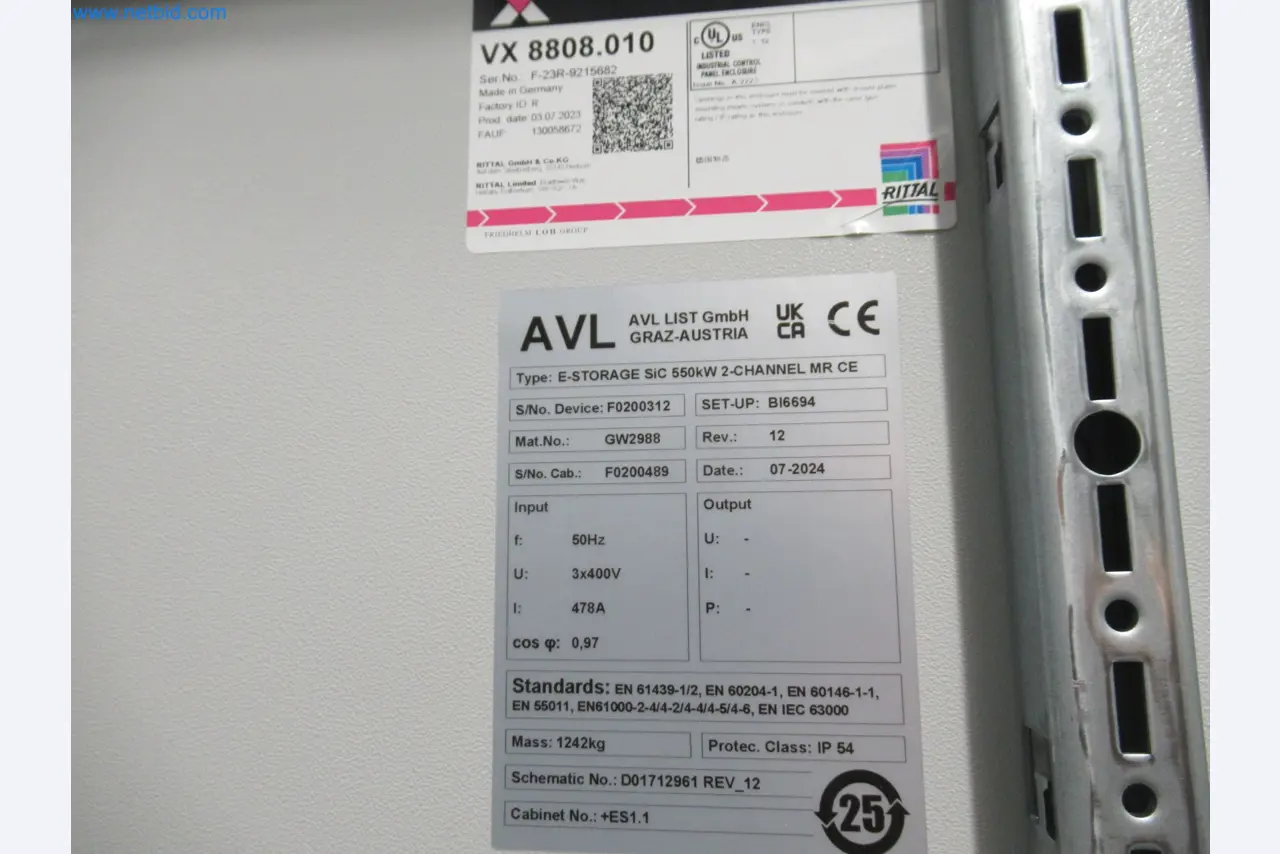 www.netbid.com
VX 8808.010
Ser.No. F-23R-9215682
Made in Germany
Factory ID R
Prod. date 03.07.2023
FAUF 130058672
RITTAL GmbH & Co.KG
RITTAL Limited
C UL US
LISTED
INDUSTRIAL CONTROL
PANEL ENCLOSURE
ENCL.
TYPE
RITTAL
FRIEDHELM LOH GROUP
AVL
AVL LIST GmbH
GRAZ-AUSTRIA
UK
CA
CE
Type: E-STORAGE SiC 550kW 2-CHANNEL MR CE
S/No. Device: F0200312
SET-UP: BI6694
Mat.No.: GW2988
Rev.: 12
S/No. Cab.: F0200489
Date.: 07-2024
Input
f: 50Hz
U: 3x400V
I: 478A
cos φ: 0,97
Output
U: -
I: -
P: -
Standards: EN 61439-1/2, EN 60204-1, EN 60146-1-1,
EN 55011, EN61000-2-4/4-2/4-4/4-5/4-6, EN IEC 63000
Mass: 1242kg
Protec. Class: IP 54
Schematic No.: D01712961 REV_12
Cabinet No.: +ES1.1
25